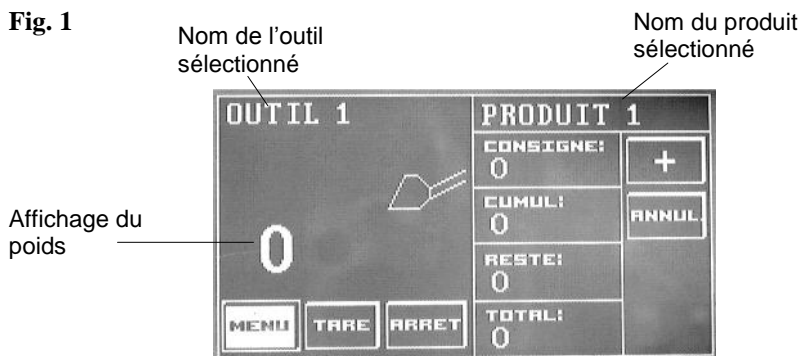 Fig. 1
Nom de l'outil
sélectionné
Nom du produit
sélectionné
OUTIL 1
PRODUIT 1
CONSIGNE:
0
+
CUMUL:
0
ANNUL.
Affichage du
poids
0
RESTE:
0
MENU
TARE
ARRET
TOTAL:
0